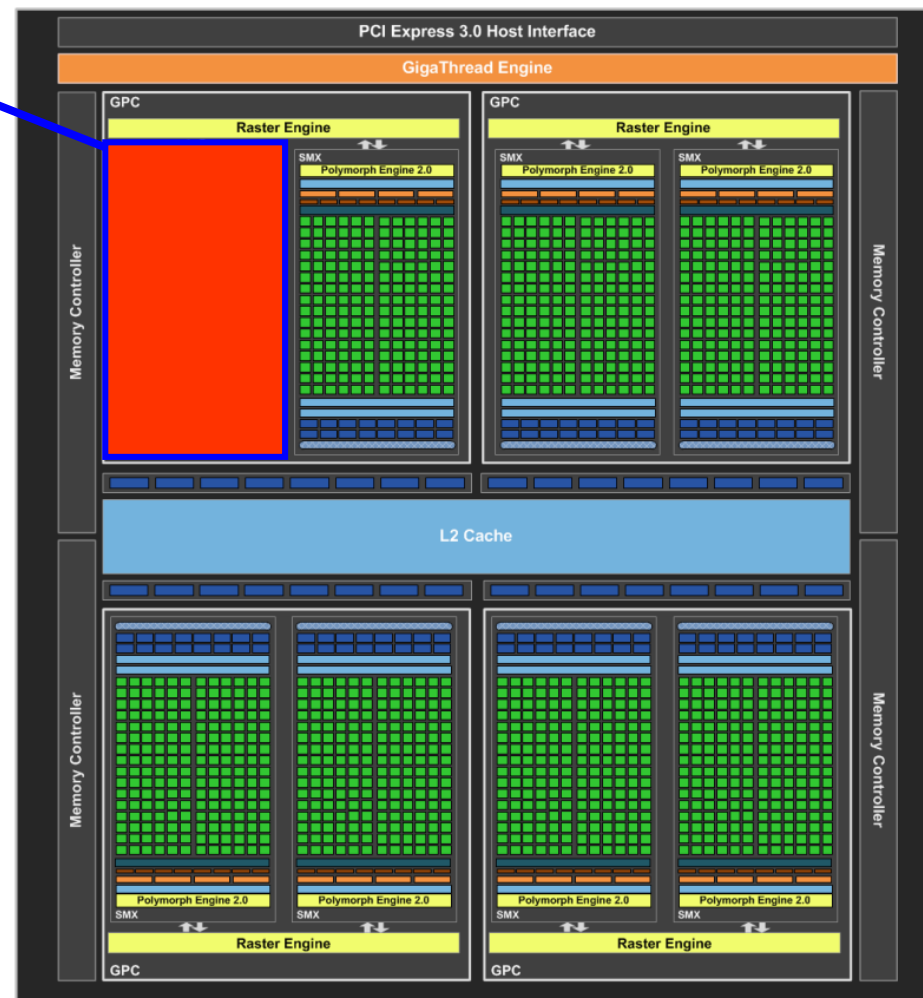 PCI Express 3.0 Host Interface
GigaThread Engine
GPC
GPC
Raster Engine
Raster Engine
SMX
SMX
SMX
Polymorph Engine 2.0
Polymorph Engine 2.0
Polymorph Engine 2.0
Memory Controller
Memory Controller
L2 Cache
Memory Controller
Memory Controller
Polymorph Engine 2.0
Polymorph Engine 2.0
Polymorph Engine 2.0
Polymorph Engine 2.0
SMX
SMX
SMX
SMX
Raster Engine
Raster Engine
GPC
GPC